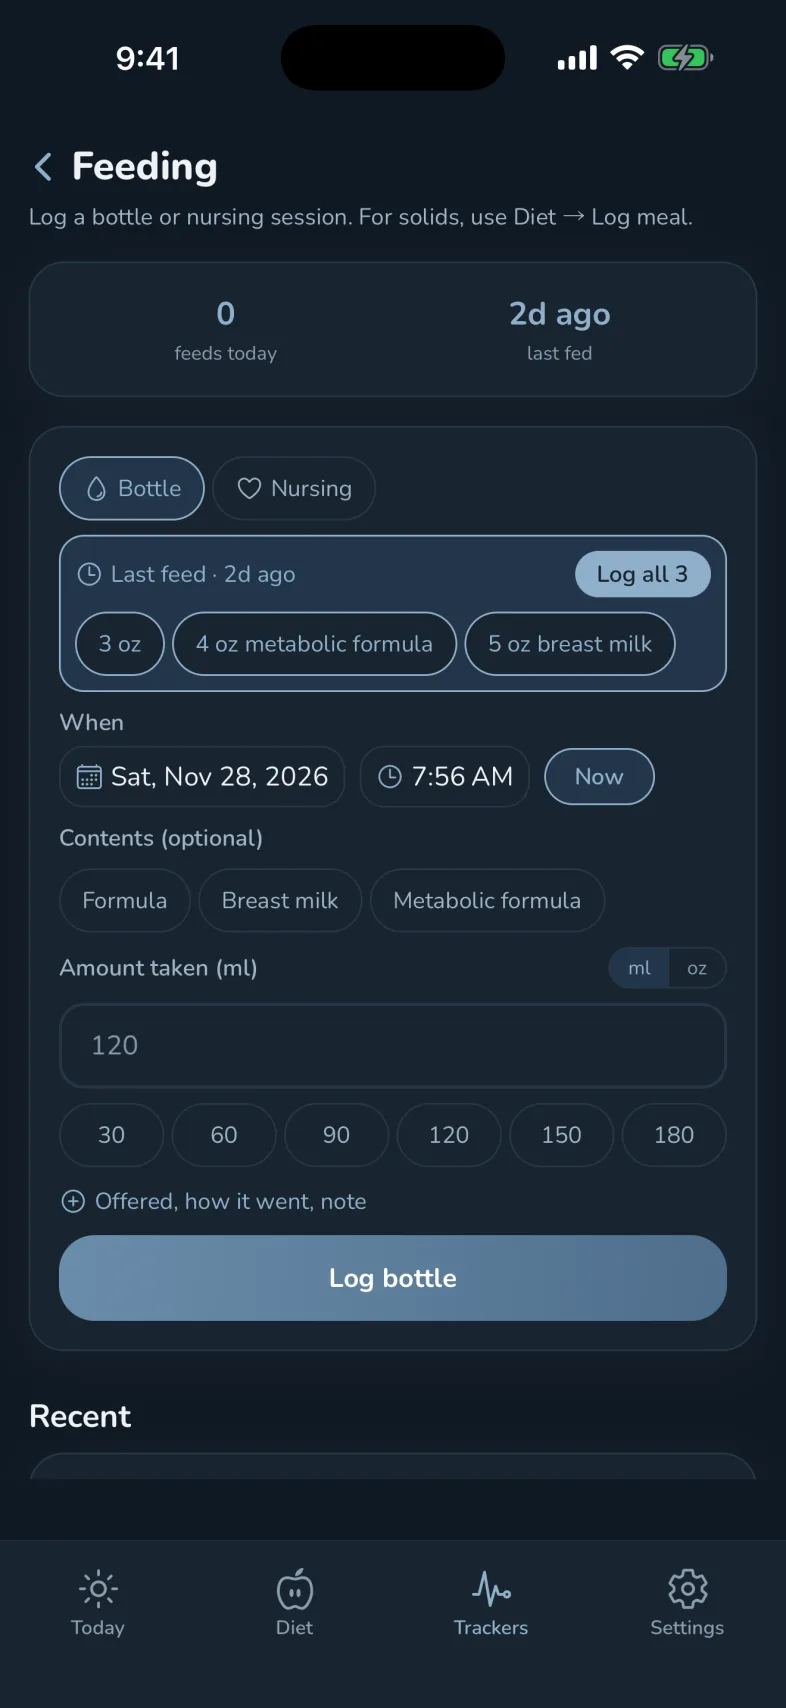 9:41
Feeding
Log a bottle or nursing session. For solids, use Diet → Log meal.
0
feeds today
2d ago
last fed
Bottle
Nursing
Last feed · 2d ago
Log all 3
3 oz
4 oz metabolic formula
5 oz breast milk
When
Sat, Nov 28, 2026
7:56 AM
Now
Contents (optional)
Formula
Breast milk
Metabolic formula
Amount taken (ml)
ml
oz
120
30
60
90
120
150
180
Offered, how it went, note
Log bottle
Recent
Today
Diet
Trackers
Settings